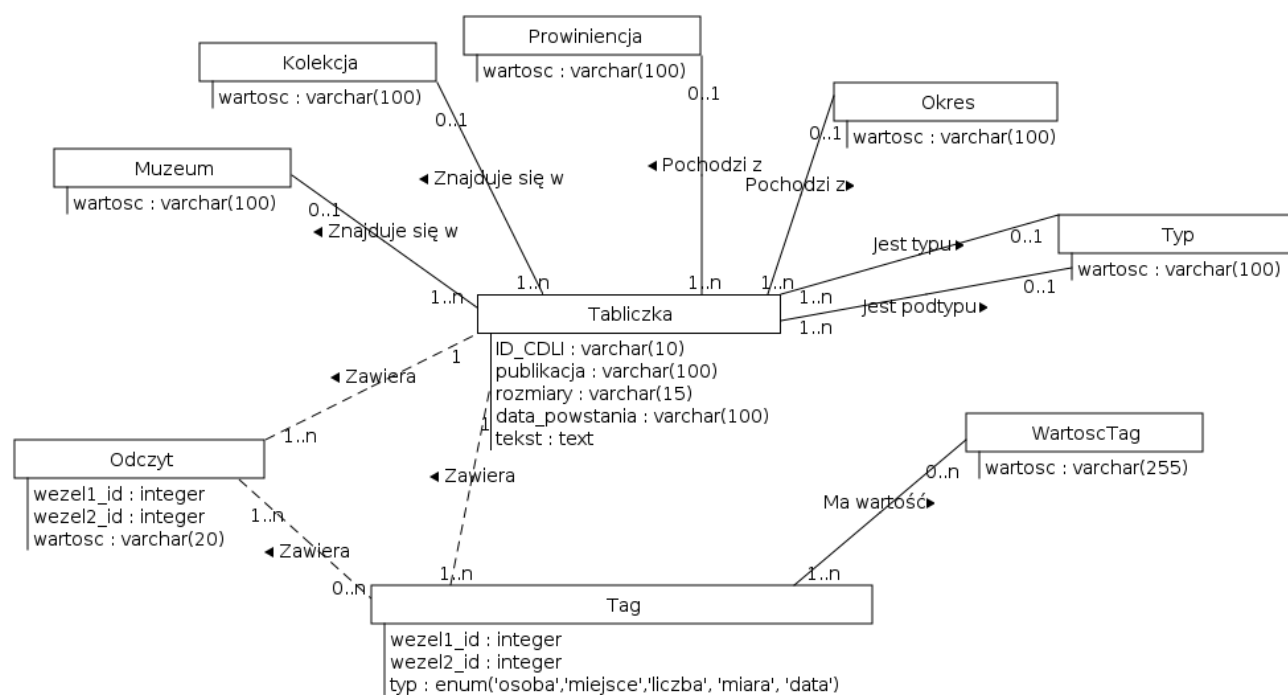 Prowiniencja
wartosc : varchar(100)
0..1
Kolekcja
wartosc : varchar(100)
0..1
Okres
wartosc : varchar(100)
0..1
Muzeum
wartosc : varchar(100)
0..1
◄ Znajduje się w
◄ Znajduje się w
◄ Pochodzi z
Pochodzi z►
Typ
wartosc : varchar(100)
0..1
0..1
Jest typu ►
Jest podtypu►
1..n
1..n
1..n
1..n
1..n
1..n
Tabliczka
ID_CDLI : varchar(10)
publikacja : varchar(100)
rozmiary : varchar(15)
data_powstania : varchar(100)
tekst : text
1
1
◄ Zawiera
1..n
Odczyt
wezel1_id : integer
wezel2_id : integer
wartosc : varchar(20)
1..n
◄ Zawiera
0..n
◄ Zawiera
1..n
WartoscTag
wartosc : varchar(255)
0..n
Ma wartość►
1..n
Tag
wezel1_id : integer
wezel2_id : integer
typ : enum('osoba','miejsce','liczba', 'miara', 'data')